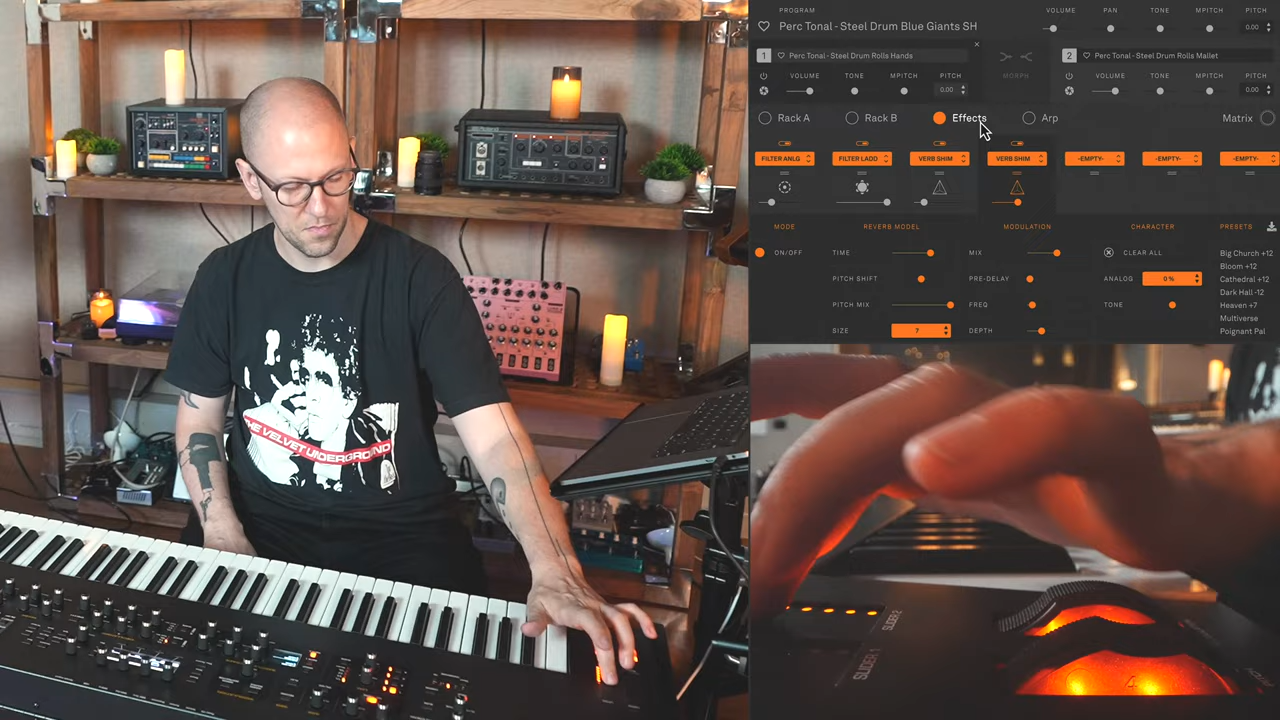 PROGRAM
VOLUME PAN TONE MPITCH PITCH
Perc Tonal - Steel Drum Blue Giants SH
0.00
1 Perc Tonal - Steel Drum Rolls Hands
2 Perc Tonal - Steel Drum Rolls Mallet
MORPH
VOLUME TONE MPITCH PITCH
0.00
VOLUME TONE MPITCH PITCH
0.00
Rack A Rack B Effects Arp Matrix
FILTER ANLG FILTER LADD VERB SHIM VERB SHIM -EMPTY- -EMPTY- -EMPTY-
MODE REVERB MODEL MODULATION CHARACTER PRESETS
ON/OFF TIME MIX CLEAR ALL Big Church +12
Bloom +12
PITCH SHIFT PRE-DELAY ANALOG 0% Cathedral +12
Dark Hall -12
PITCH MIX FREQ TONE Heaven +7
Multiverse
SIZE 7 DEPTH Poignant Pal
THE VELVET UNDERGROUND
SLIDER 2
SLIDER 1